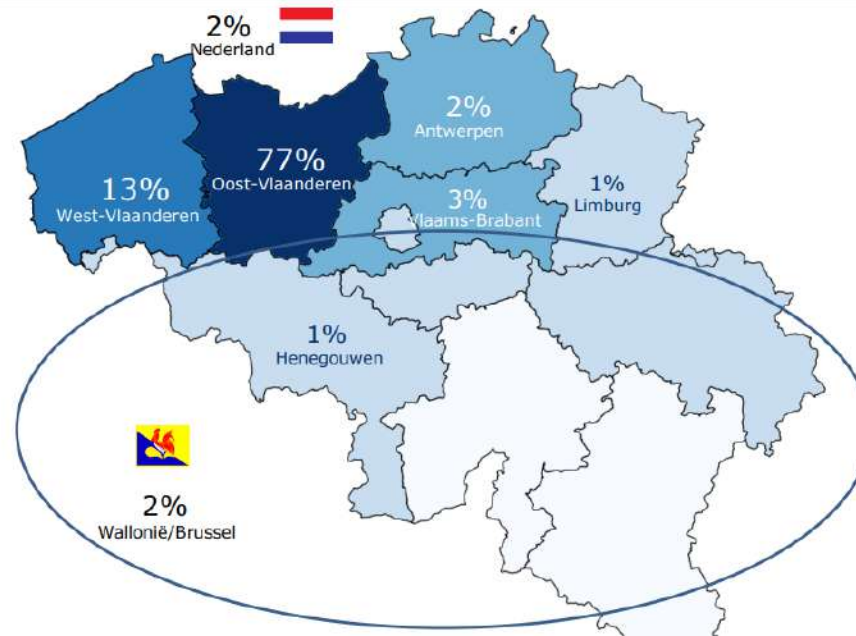 2%
Nederland
2%
Antwerpen
77%
Oost-Vlaanderen
13%
West-Vlaanderen
3%
Vlaams-Brabant
1%
Limburg
1%
Henegouwen
2%
Wallonië/Brussel